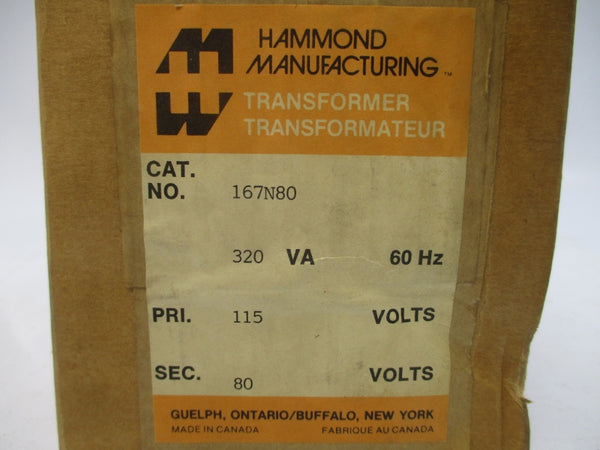 HAMMOND
MANUFACTURING™
TRANSFORMER
TRANSFORMATEUR
CAT.
NO. 167N80
320 VA 60 Hz
PRI. 115 VOLTS
SEC. 80 VOLTS
GUELPH, ONTARIO/BUFFALO, NEW YORK
MADE IN CANADA FABRIQUE AU CANADA